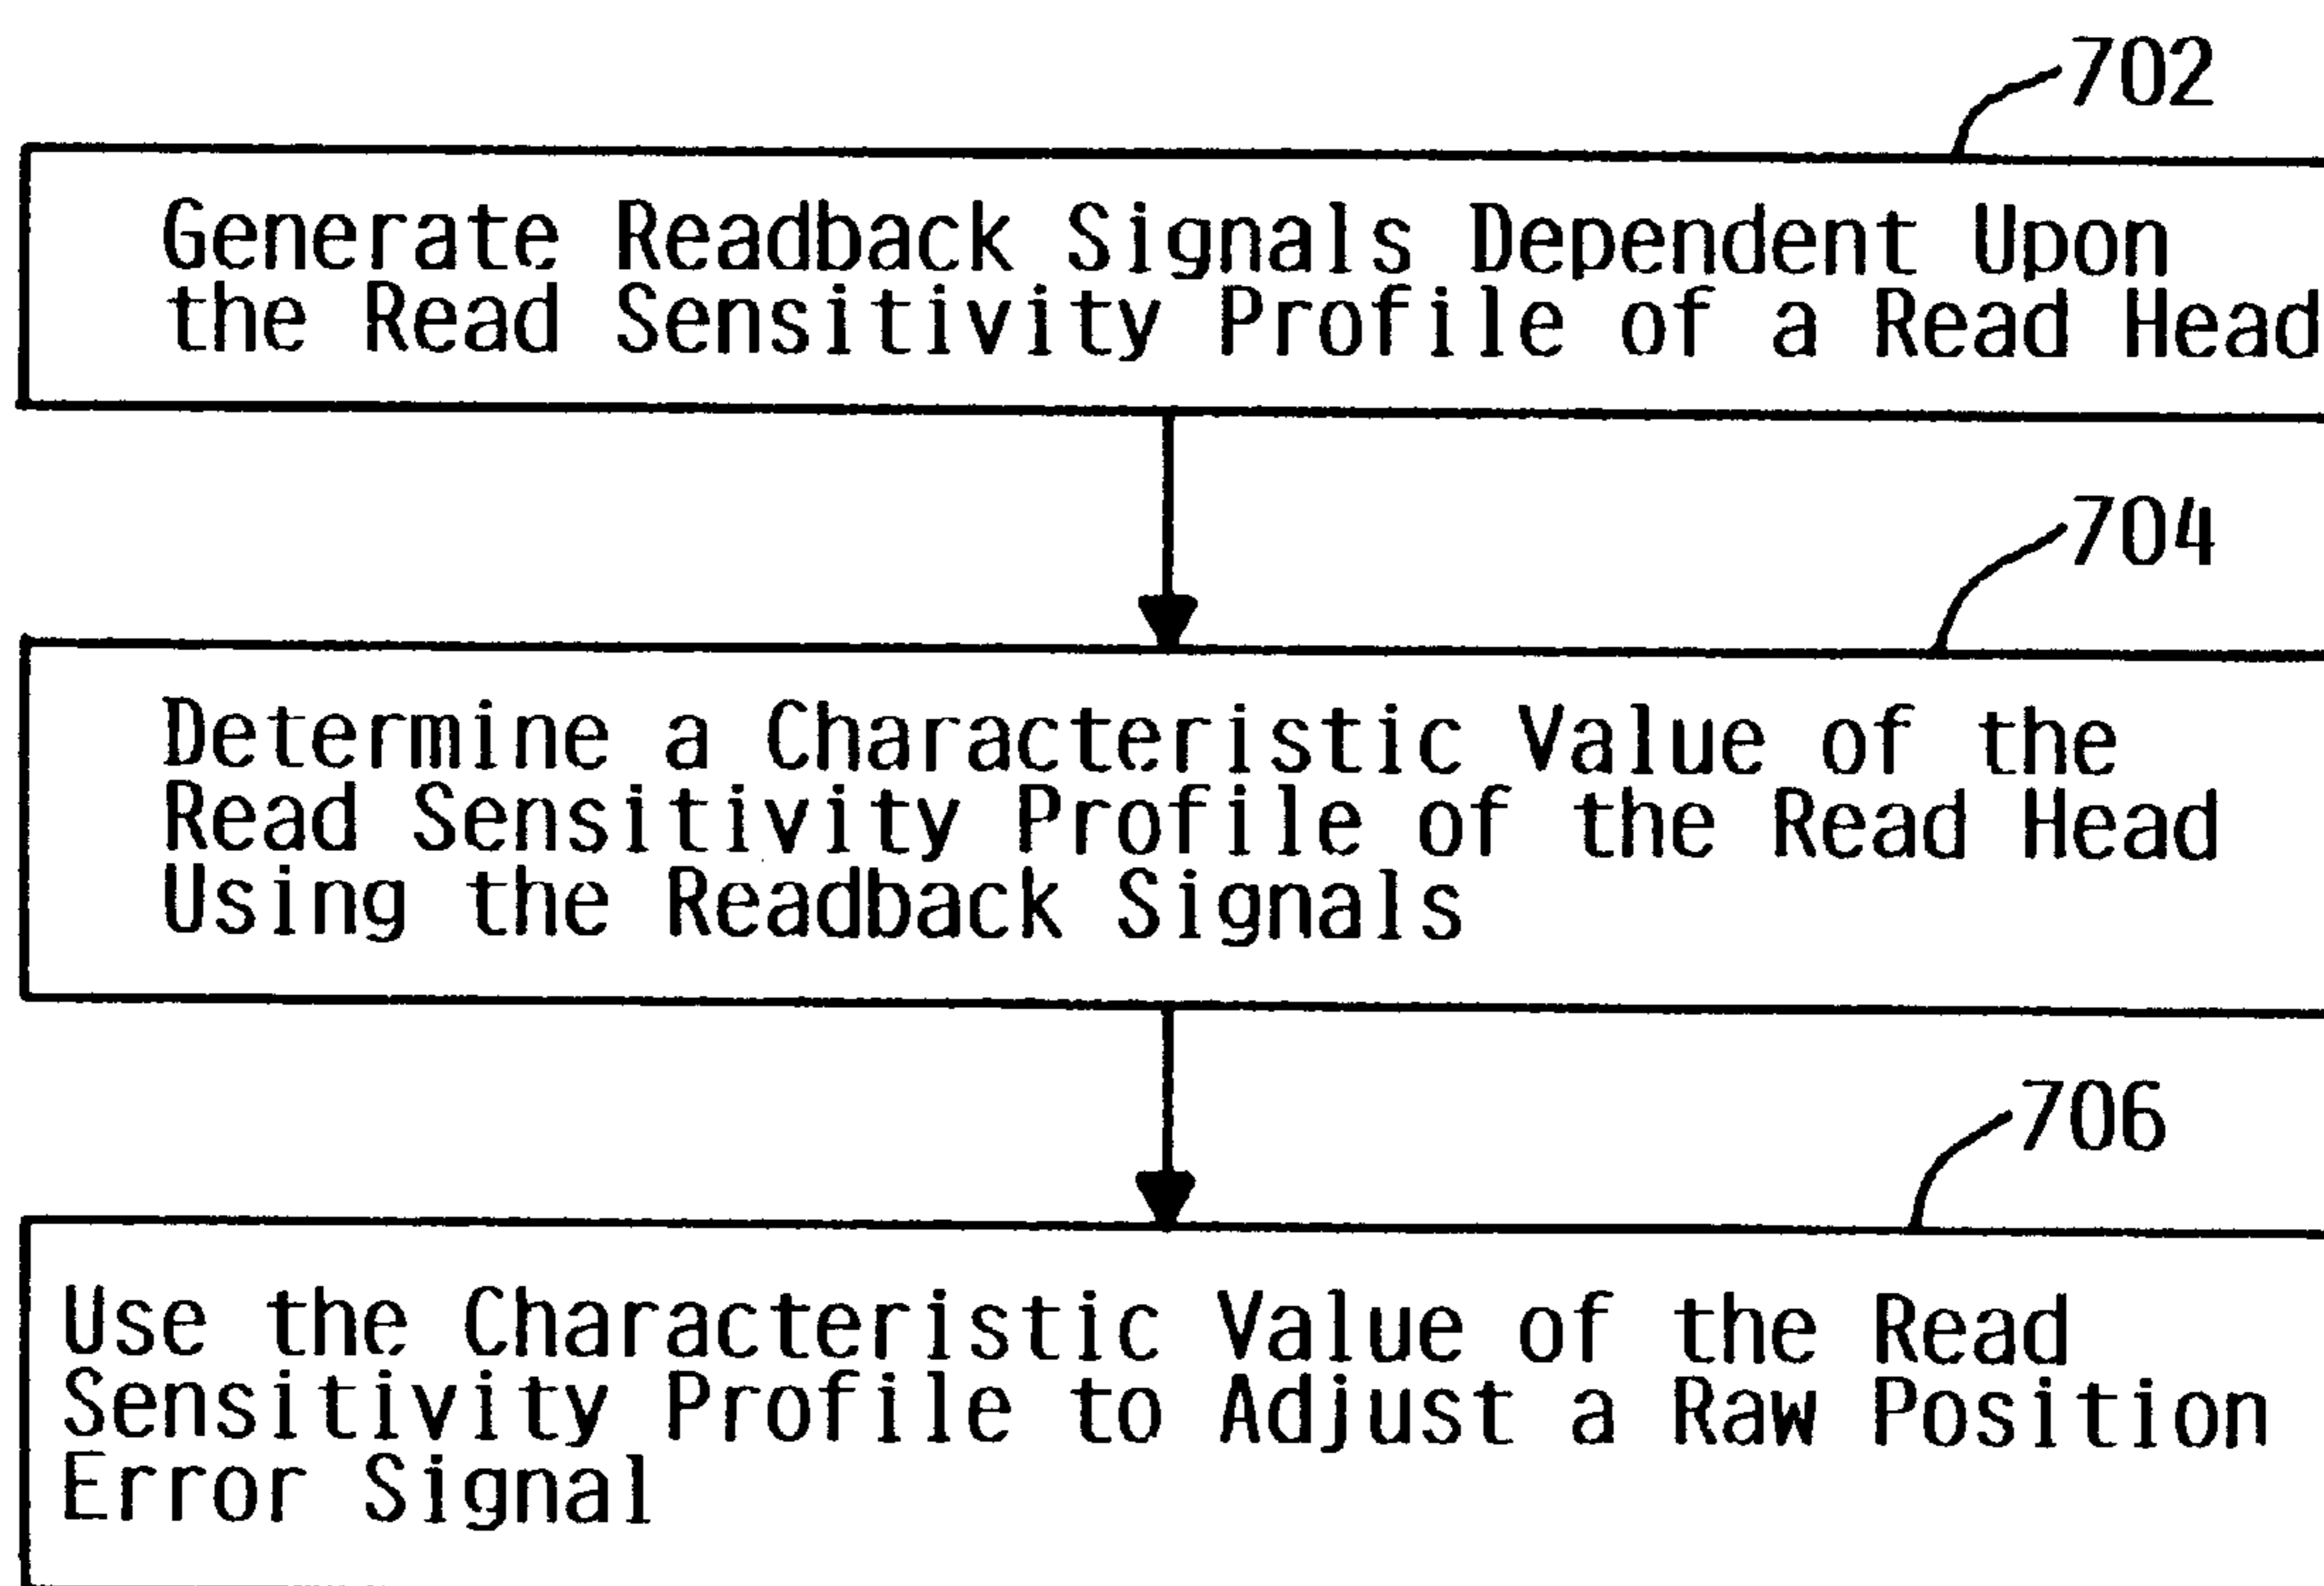 702
Generate Readback Signals Dependent Upon
the Read Sensitivity Profile of a Read Head
704
Determine a Characteristic Value of the
Read Sensitivity Profile of the Read Head
Using the Readback Signals
706
Use the Characteristic Value of the Read
Sensitivity Profile to Adjust a Raw Position
Error Signal